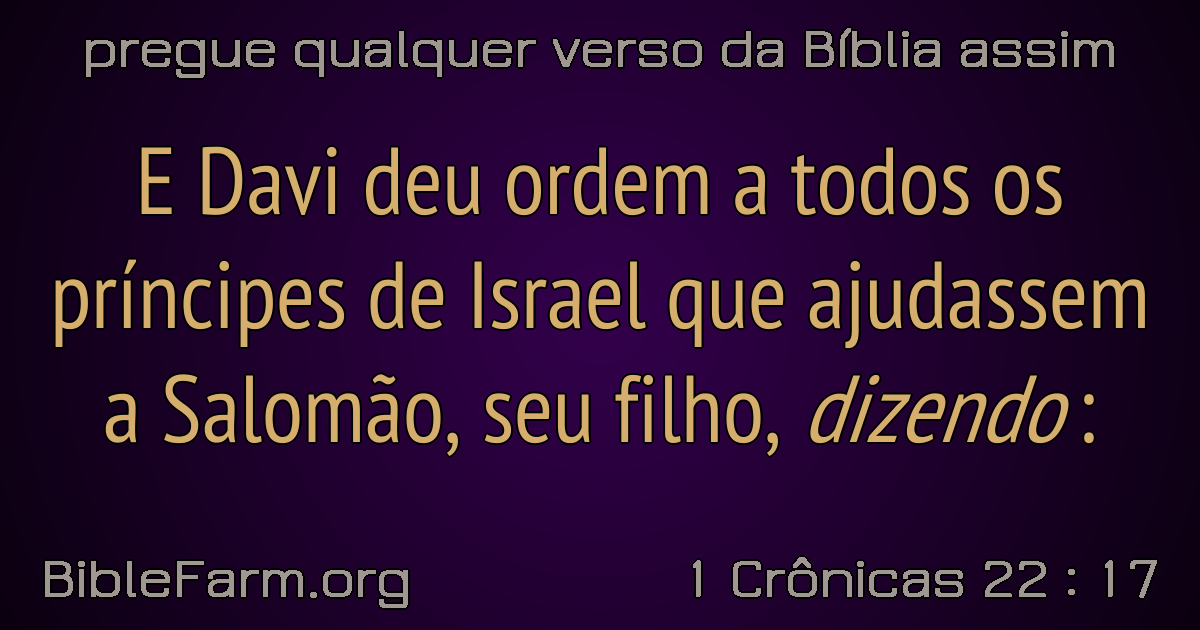 pregue qualquer verso da Bíblia assim
E Davi deu ordem a todos os
príncipes de Israel que ajudassem
a Salomão, seu filho, dizendo:
BibleFarm.org
1 Crônicas 22 : 17